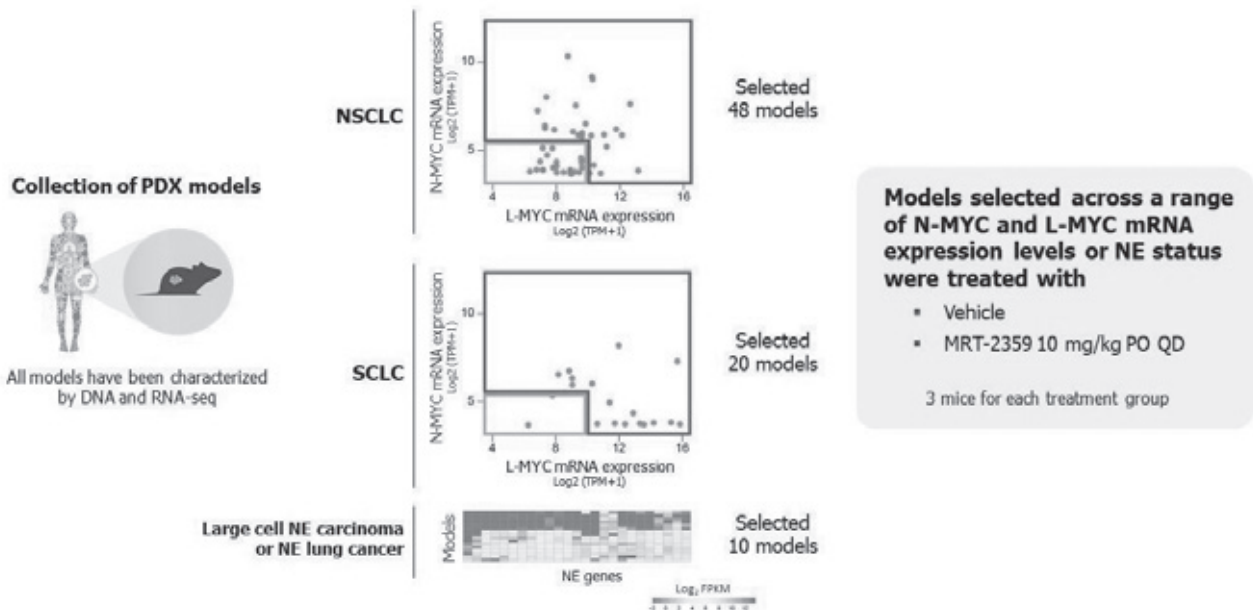 Collection of PDX models
All models have been characterized
by DNA and RNA-seq
NSCLC
N-MYC mRNA expression
Log2 (TPM+1)
10
5
4
8
12
16
L-MYC mRNA expression
Log2 (TPM+1)
Selected
48 models
SCLC
N-MYC mRNA expression
Log2 (TPM+1)
10
5
4
8
12
16
L-MYC mRNA expression
Log2 (TPM+1)
Selected
20 models
Large cell NE carcinoma
or NE lung cancer
Models
NE genes
Selected
10 models
Log2 FPKM
Models selected across a range
of N-MYC and L-MYC mRNA
expression levels or NE status
were treated with
▪ Vehicle
▪ MRT-2359 10 mg/kg PO QD
3 mice for each treatment group